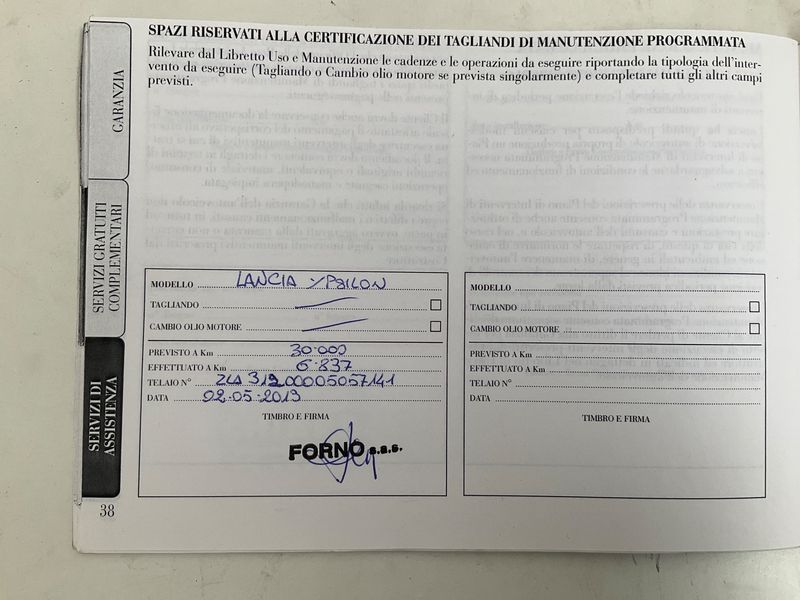 SPAZI RISERVATI ALLA CERTIFICAZIONE DEI TAGLIANDI DI MANUTENZIONE PROGRAMMATA
Rilevare dal Libretto Uso e Manutenzione le cadenze e le operazioni da eseguire riportando la tipologia dell'inter-
vento da eseguire (Tagliando o Cambio olio motore se prevista singolarmente) e completare tutti gli altri campi
previsti.
GARANZIA
SERVIZI GRATUITI
COMPLEMENTARI
SERVIZI DI
ASSISTENZA
MODELLO LANCIA YPSILON
TAGLIANDO
CAMBIO OLIO MOTORE
PREVISTO A Km 30.000
EFFETTUATO A Km 6.837
TELAIO N° ZLA 31200005057141
DATA 02.05.2013
TIMBRO E FIRMA
FORNO s.a.s.
MODELLO
TAGLIANDO
CAMBIO OLIO MOTORE
PREVISTO A Km
EFFETTUATO A Km
TELAIO N°
DATA
TIMBRO E FIRMA
38